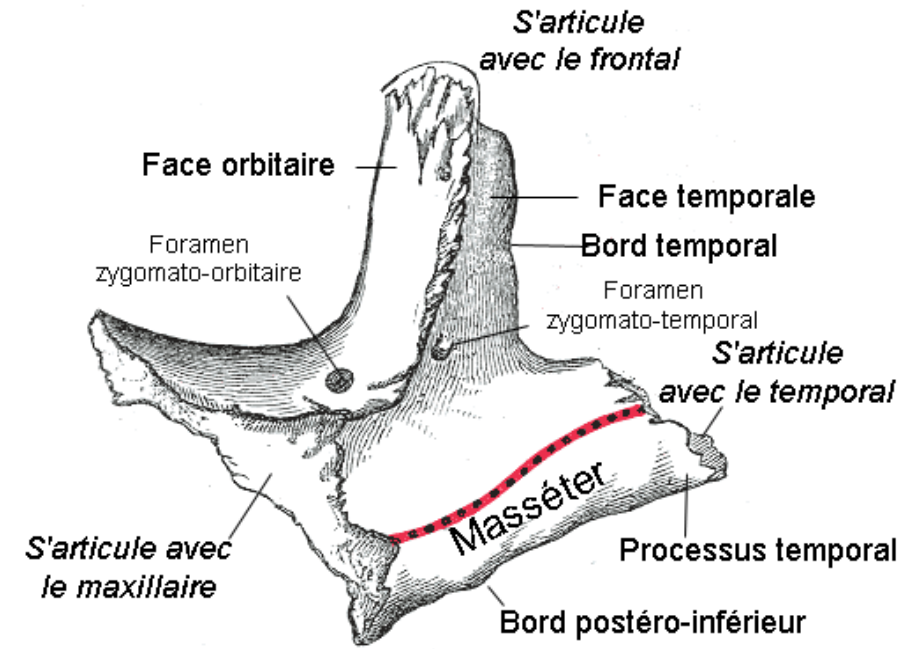 S'articule
avec le frontal
Face orbitaire
Face temporale
Foramen
zygomato-orbitaire
Bord temporal
Foramen
zygomato-temporal
S'articule
avec le temporal
Masséter
S'articule avec
le maxillaire
Processus temporal
Bord postéro-inférieur